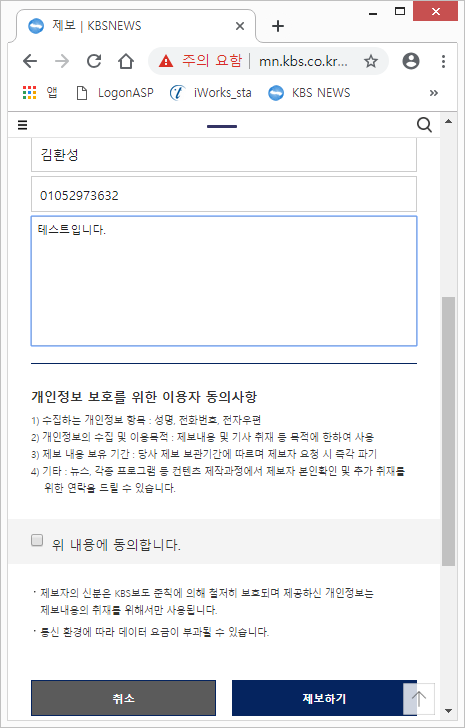 제보 | KBSNEWS
주의 요함 mn.kbs.co.kr...
앱 LogonASP iWorks_sta KBS NEWS »
김환성
01052973632
테스트입니다.
개인정보 보호를 위한 이용자 동의사항
1) 수집하는 개인정보 항목 : 성명, 전화번호, 전자우편
2) 개인정보의 수집 및 이용목적 : 제보내용 및 기사 취재 등 목적에 한하여 사용
3) 제보 내용 보유 기간 : 당사 제보 보관기간에 따르며 제보자 요청 시 즉각 파기
4) 기타 : 뉴스, 각종 프로그램 등 컨텐츠 제작과정에서 제보자 본인확인 및 추가 취재를
위한 연락을 드릴 수 있습니다.
위 내용에 동의합니다.
· 제보자의 신분은 KBS보도 준칙에 의해 철저히 보호되며 제공하신 개인정보는
제보내용의 취재를 위해서만 사용됩니다.
· 통신 환경에 따라 데이터 요금이 부과될 수 있습니다.
취소 제보하기